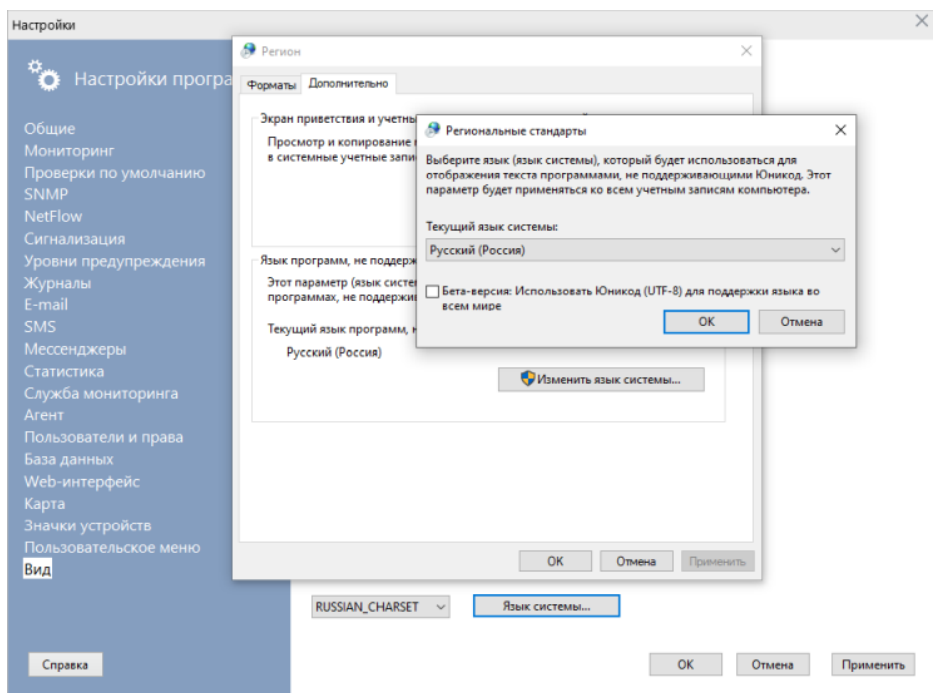 Настройки
Настройки програ
Общие
Мониторинг
Проверки по умолчанию
SNMP
NetFlow
Сигнализация
Уровни предупреждения
Журналы
E-mail
SMS
Мессенджеры
Статистика
Служба мониторинга
Агент
Пользователи и права
База данных
Web-интерфейс
Карта
Значки устройств
Пользовательское меню
Вид
Справка
Регион
Форматы Дополнительно
Экран приветствия и учетны
Просмотр и копирование
в системные учетные запи
Язык программ, не поддерж
Этот параметр (язык систе
программах, не поддержи
Текущий язык программ,
Русский (Россия)
Изменить язык системы...
ОК Отмена Применить
Региональные стандарты
Выберите язык (язык системы), который будет использоваться для
отображения текста программами, не поддерживающими Юникод. Этот
параметр будет применяться ко всем учетным записям компьютера.
Текущий язык системы:
Русский (Россия)
Бета-версия: Использовать Юникод (UTF-8) для поддержки языка во
всем мире
ОК Отмена
RUSSIAN_CHARSET Язык системы...
ОК Отмена Применить